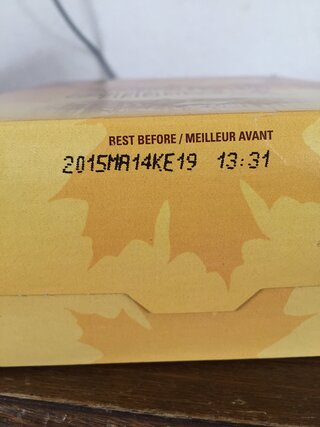 BEST BEFORE / MEILLEUR AVANT
2015MA14KE19 13:31